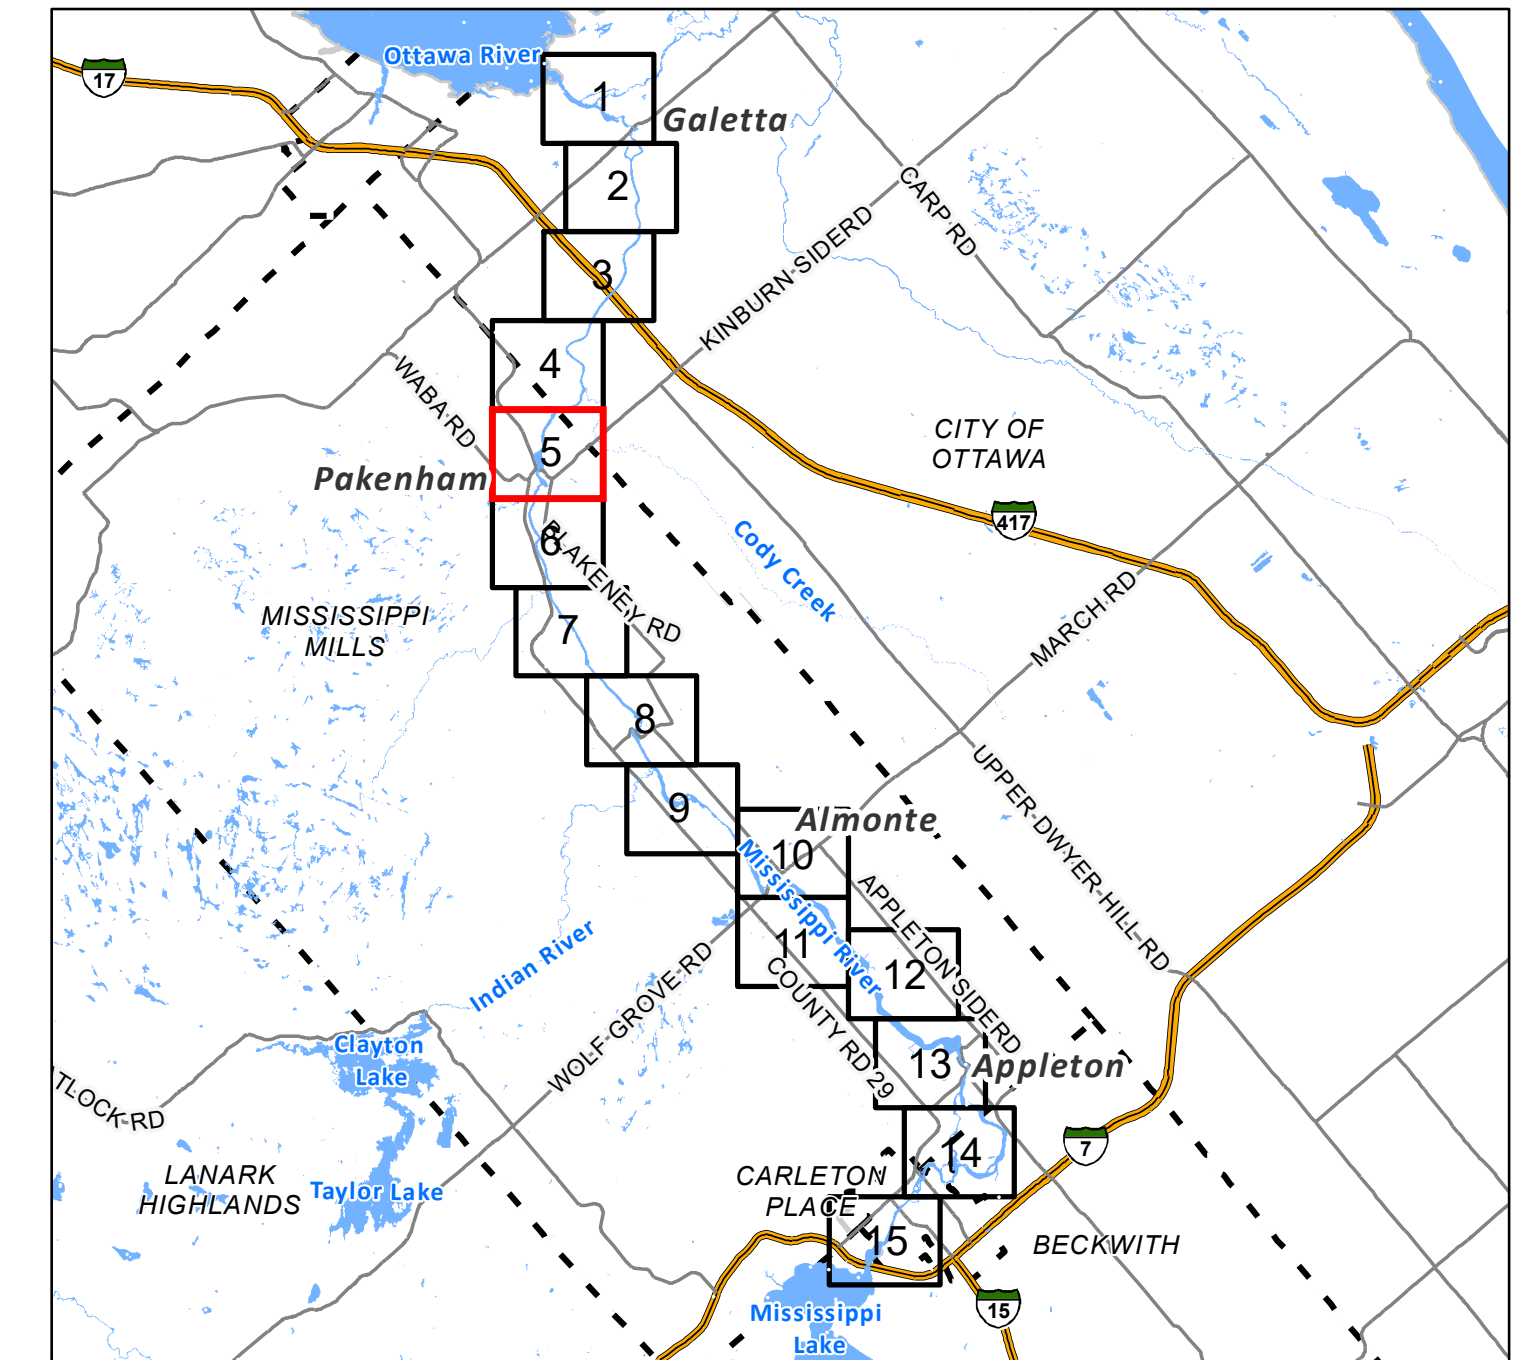 Ottawa River
17
1
Galetta
2
CARP RD
KINBURN SIDERD
3
4
WABA RD
CITY OF
OTTAWA
5
Pakenham
417
6
BLAKENEY RD
Cody Creek
MISSISSIPPI
MILLS
7
MARCH RD
8
UPPER DWYER HILL RD
9
Almonte
10
Mississippi River
APPLETON SIDERD
11
12
Indian River
WOLF GROVE RD
COUNTY RD 29
13
Appleton
Clayton
Lake
TLOCK RD
14
7
LANARK
HIGHLANDS
Taylor Lake
CARLETON
PLACE
15
BECKWITH
15
Mississippi
Lake